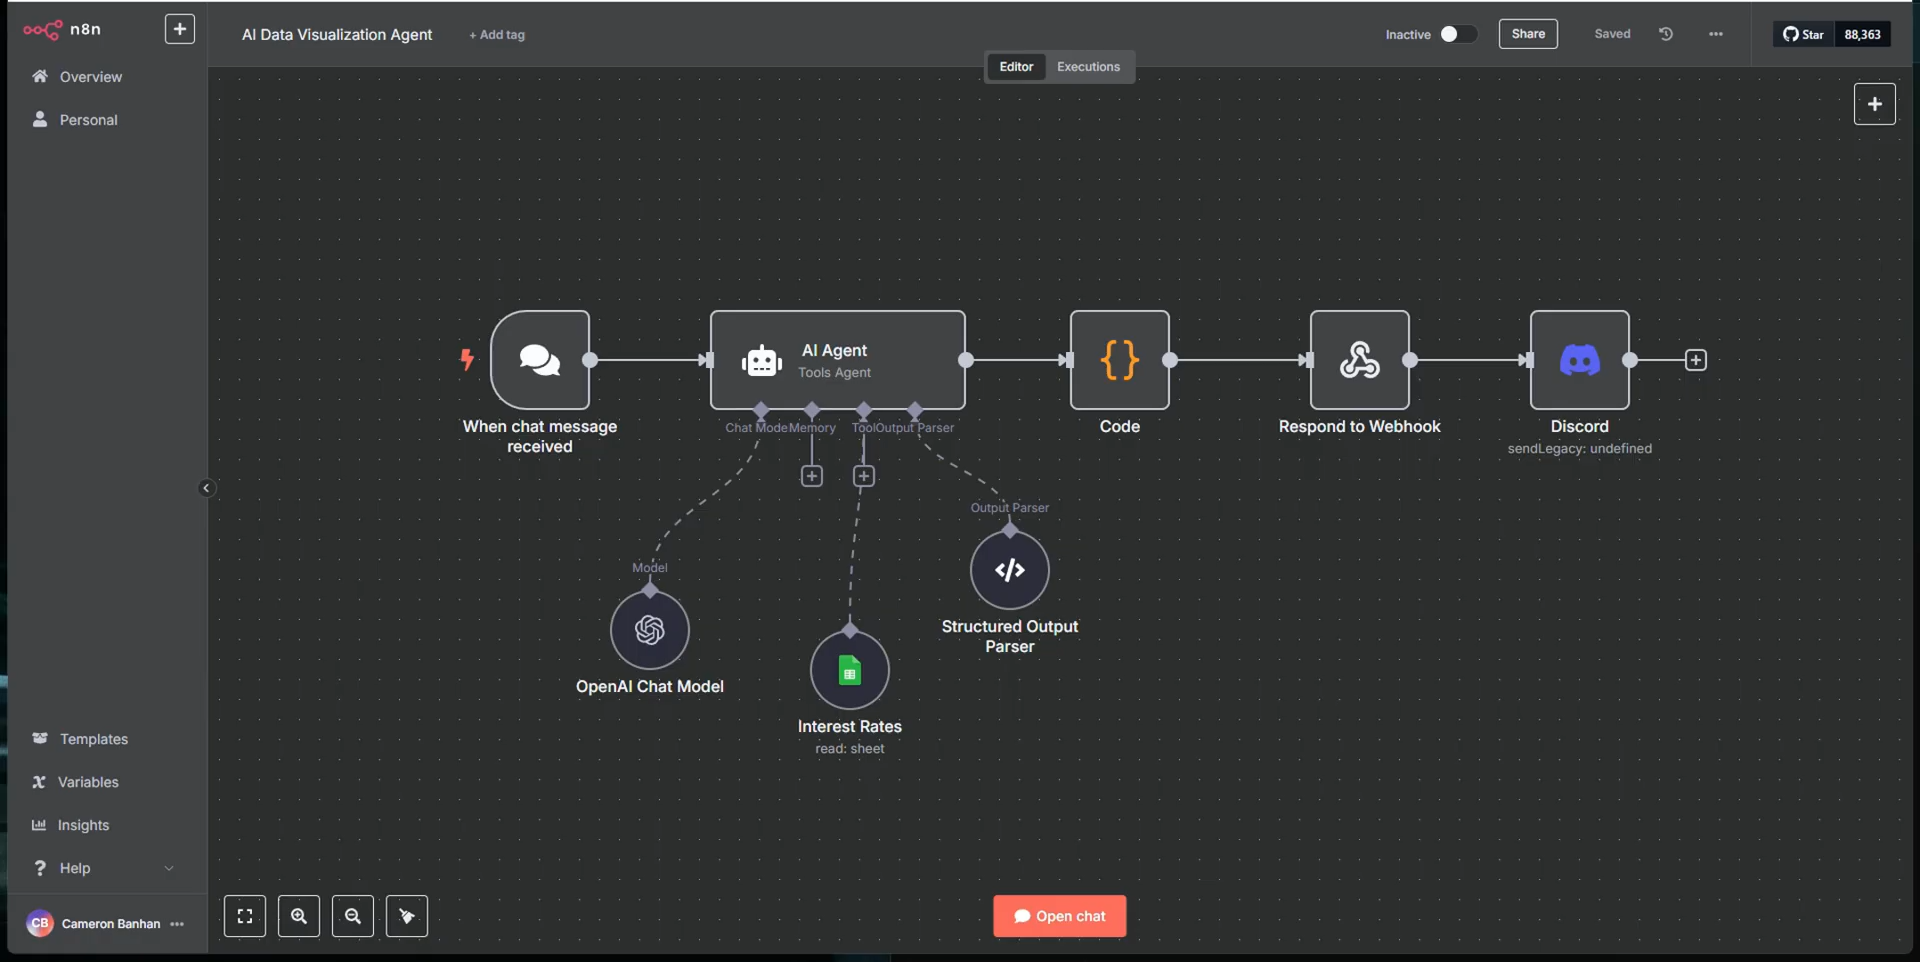 n8n
AI Data Visualization Agent
+ Add tag
Inactive
Share
Saved
Star
88,363
Editor
Executions
Overview
Personal
AI Agent
Tools Agent
When chat message
received
Chat Mode
Memory
Tool
Output Parser
Code
Respond to Webhook
Discord
sendLegacy: undefined
Output Parser
Model
Structured Output
Parser
OpenAI Chat Model
Interest Rates
read: sheet
Templates
Variables
Insights
? Help
CB
Cameron Banhan
Open chat